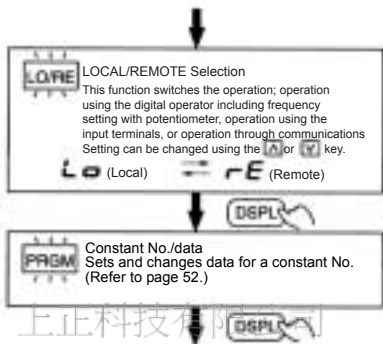 LO/RE
LOCAL/REMOTE Selection
This function switches the operation; operation
using the digital operator including frequency
setting with potentiometer, operation using the
input terminals, or operation through communications
Setting can be changed using the ∧ or ∨ key.
Lo (Local) rE (Remote)
DSPL
PRGM
Constant No./data
Sets and changes data for a constant No.
(Refer to page 52.)
上正科技有限公司
DSPL